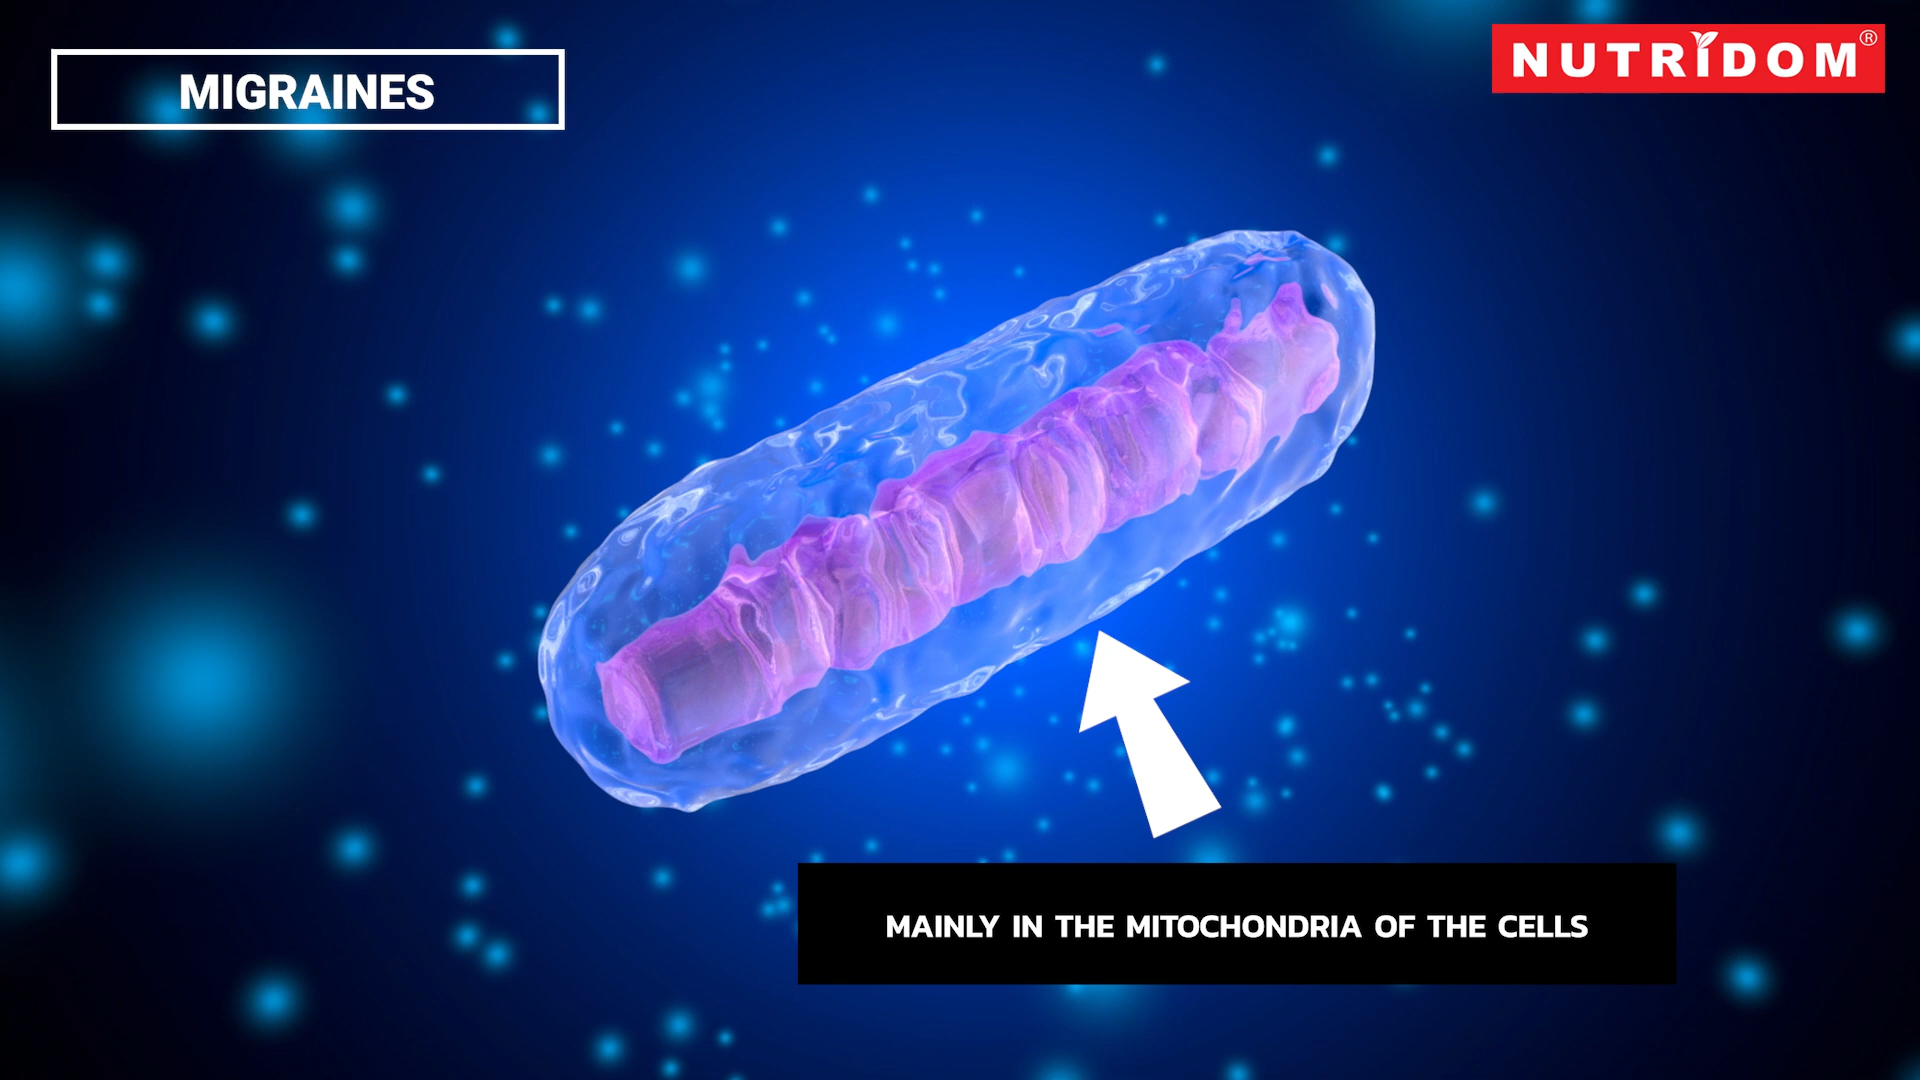 MIGRAINES
NUTRIDOM®
MAINLY IN THE MITOCHONDRIA OF THE CELLS